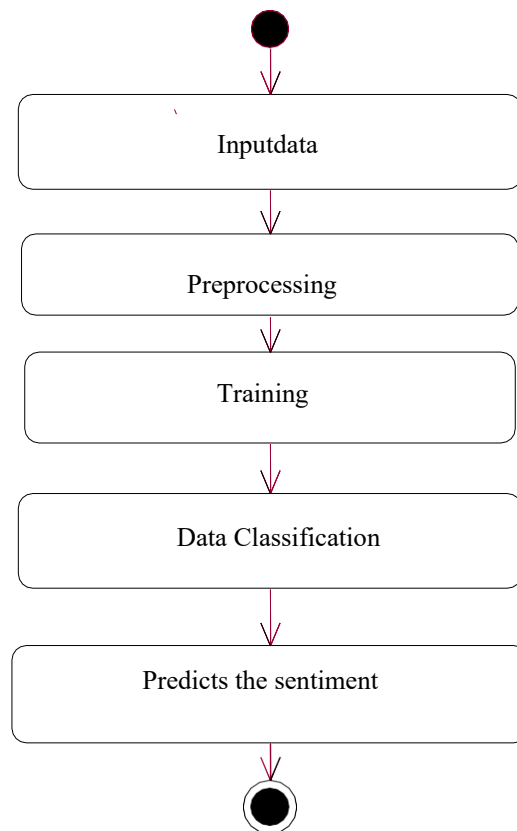 Inputdata
Preprocessing
Training
Data Classification
Predicts the sentiment